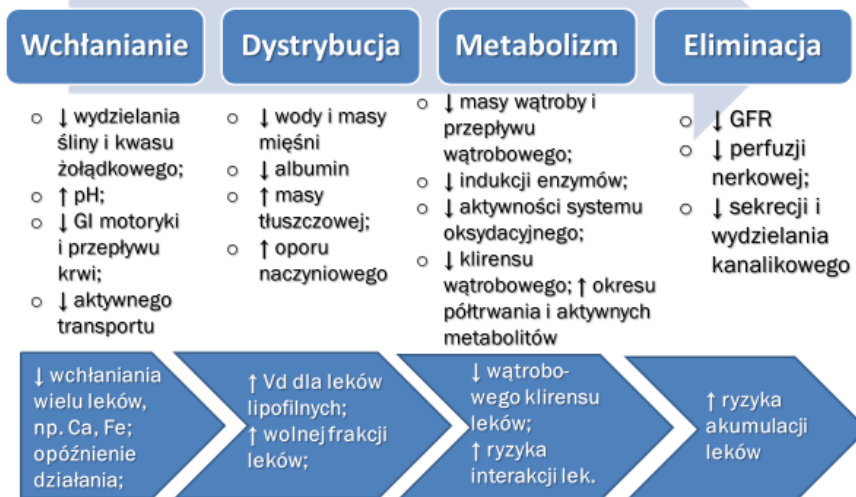 Wchłanianie
○ ↓ wydzielania
śliny i kwasu
żołądkowego;
○ ↑ pH;
○ ↓ GI motoryki
i przepływu
krwi;
○ ↓ aktywnego
transportu
↓ wchłaniania
wielu leków,
np. Ca, Fe;
opóźnienie
działania;
Dystrybucja
○ ↓ wody i masy
mięśni
○ ↓ albumin
○ ↑ masy
tłuszczowej;
○ ↑ oporu
naczyniowego
↑ Vd dla leków
lipofilnych;
↑ wolnej frakcji
leków;
Metabolizm
○ ↓ masy wątroby i
przepływu
wątrobowego;
○ ↓ indukcji enzymów;
○ ↓ aktywności systemu
oksydacyjnego;
○ ↓ klirensu
wątrobowego; ↑ okresu
półtrwania i aktywnych
metabolitów
↓ wątrobo-
wego klirensu
leków;
↑ ryzyka
interakcji lek.
Eliminacja
○ ↓ GFR
○ ↓ perfuzji
nerkowej;
○ ↓ sekrecji i
wydzielania
kanalikowego
↑ ryzyka
akumulacji
leków